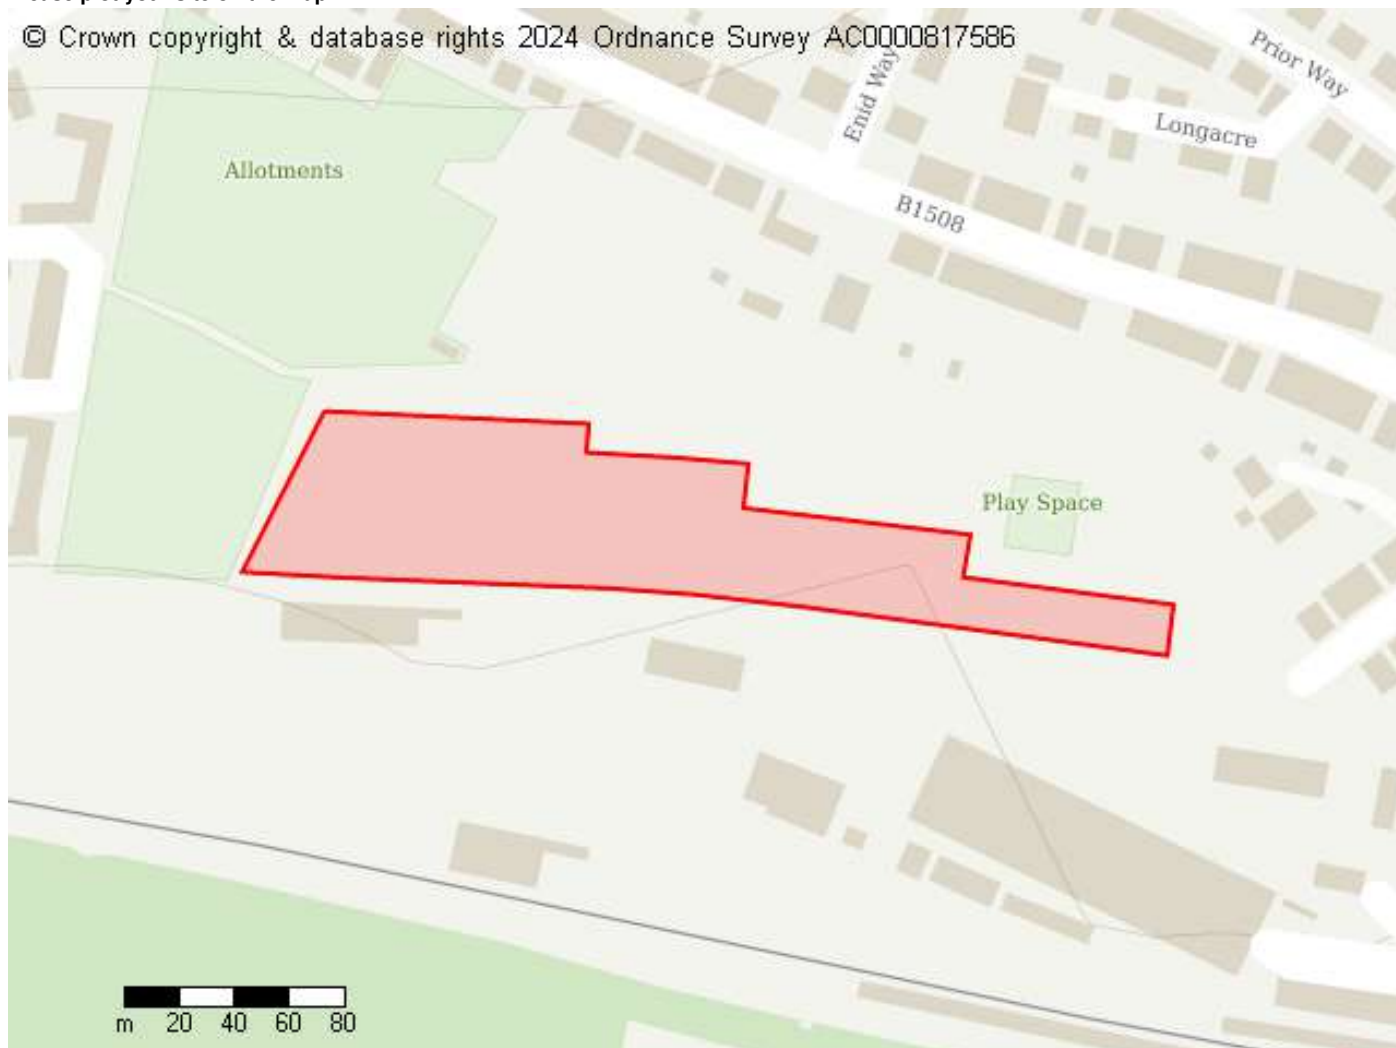 © Crown copyright & database rights 2024 Ordnance Survey AC0000817586
Prior Way
Enid Way
Longacre
Allotments
B1508
Play Space
m 20 40 60 80